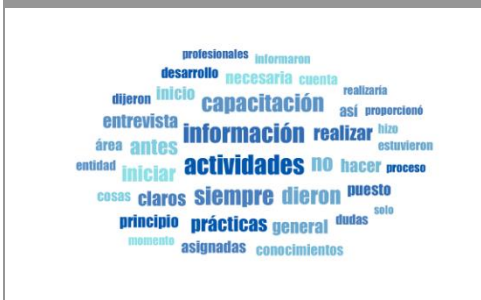 profesionales informaron
desarrollo necesaria cuenta
dijeron inicio capacitación realizaría
así proporcionó
entrevista información realizar hizo
área antes estuvieron
entidad iniciar actividades no hacer proceso
cosas claros siempre dieron puesto
principio prácticas general dudas solo
momento asignadas conocimientos